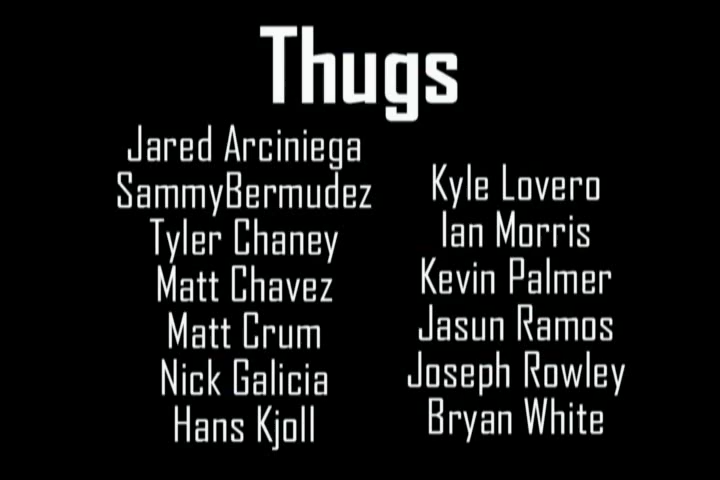 Thugs
Jared Arciniega
SammyBermudez
Tyler Chaney
Matt Chavez
Matt Crum
Nick Galicia
Hans Kjoll
Kyle Lovero
Ian Morris
Kevin Palmer
Jasun Ramos
Joseph Rowley
Bryan White